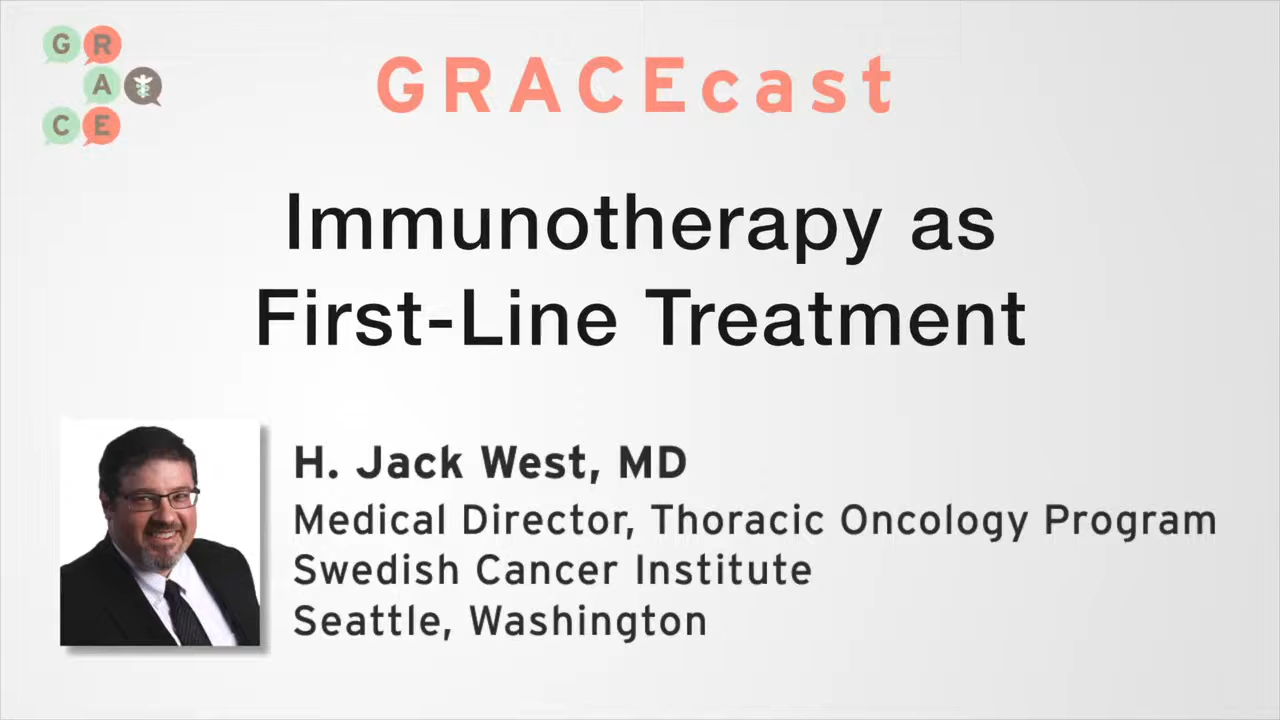 G R
A
C E
GRACEcast
Immunotherapy as
First-Line Treatment
H. Jack West, MD
Medical Director, Thoracic Oncology Program
Swedish Cancer Institute
Seattle, Washington